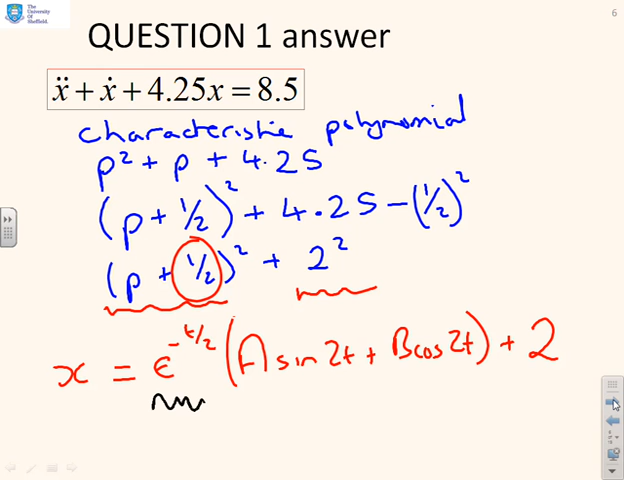 The University Of Sheffield.
6
QUESTION 1 answer
ẍ + ẋ + 4.25x = 8.5
characteristic polynomial
p² + p + 4.25
(p + 1/2)² + 4.25 - (1/2)²
(p + 1/2)² + 2²
x = e^(-t/2) (A sin 2t + B cos 2t) + 2